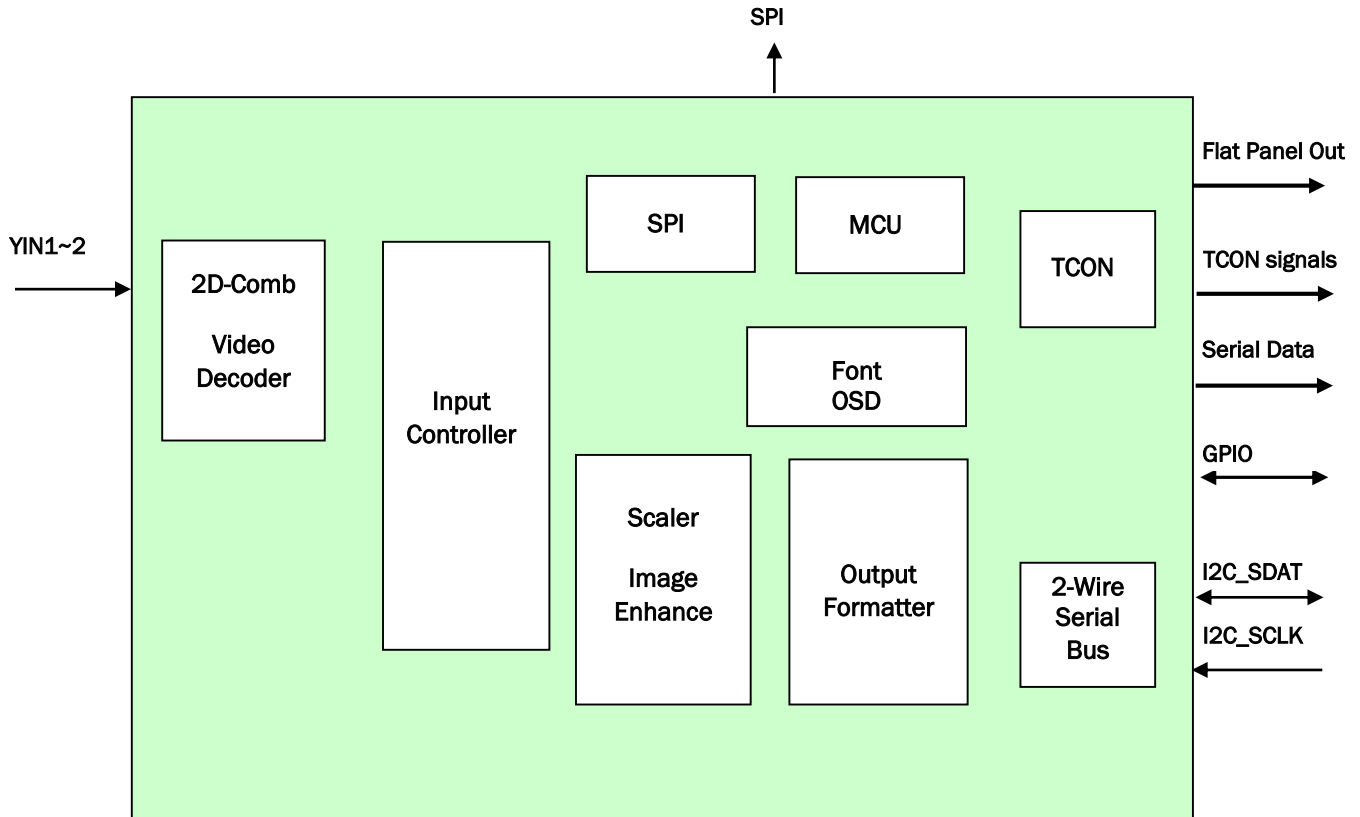 SPI
Flat Panel Out
YIN1~2
SPI
MCU
TCON
TCON signals
2D-Comb
Video
Decoder
Serial Data
Font
OSD
Input
Controller
GPIO
Scaler
Image
Enhance
Output
Formatter
2-Wire
Serial
Bus
I2C_SDAT
I2C_SCLK